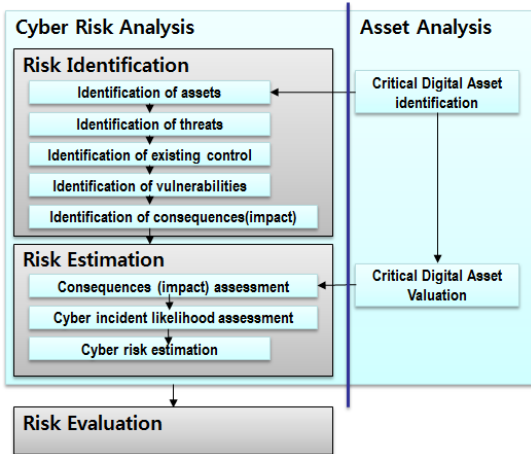 Cyber Risk Analysis
Risk Identification
Identification of assets
Identification of threats
Identification of existing control
Identification of vulnerabilities
Identification of consequences(impact)
Risk Estimation
Consequences (impact) assessment
Cyber incident likelihood assessment
Cyber risk estimation
Risk Evaluation
Asset Analysis
Critical Digital Asset
identification
Critical Digital Asset
Valuation